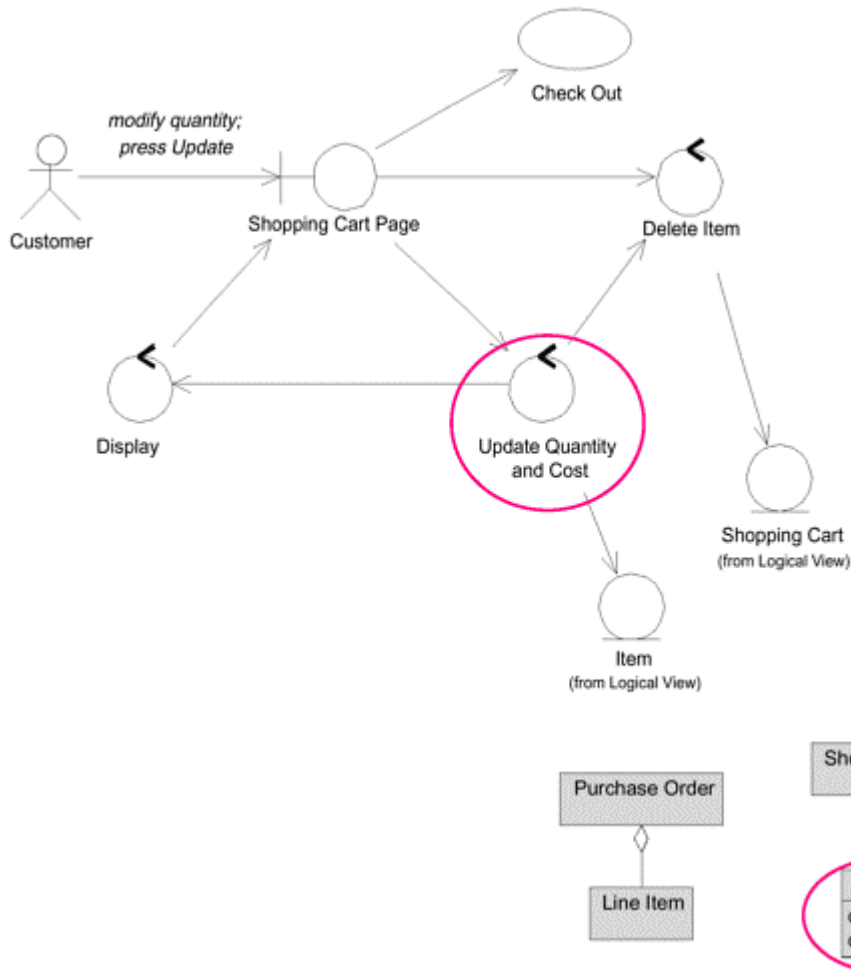 Check Out
modify quantity;
press Update
Customer
Shopping Cart Page
Delete Item
Display
Update Quantity
and Cost
Shopping Cart
(from Logical View)
Item
(from Logical View)
Purchase Order
Line Item